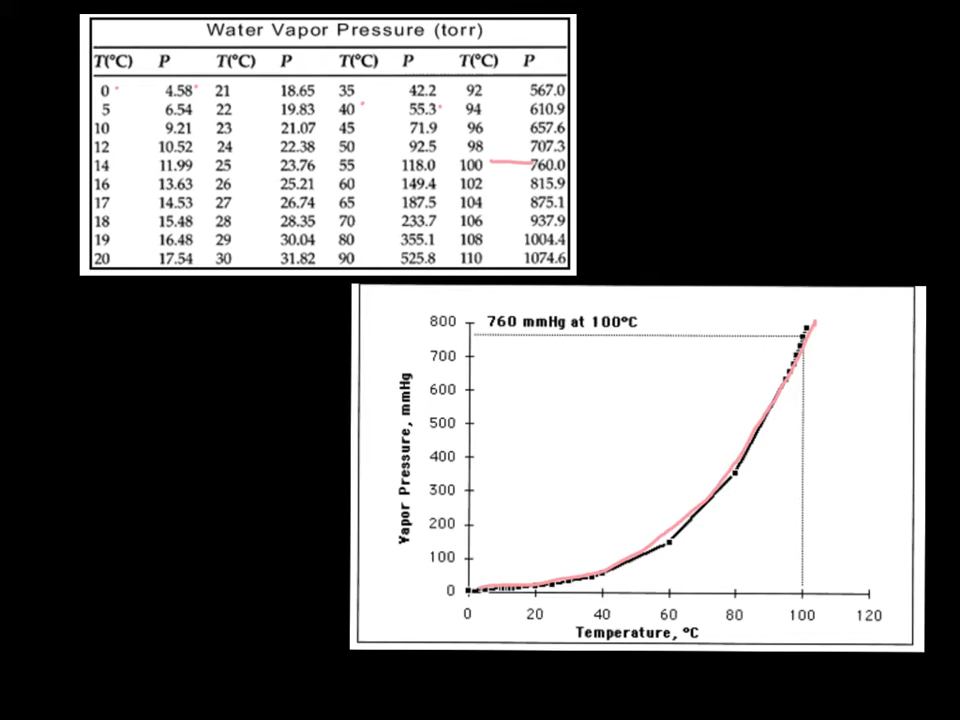 Water Vapor Pressure (torr)
T(°C) P T(°C) P T(°C) P T(°C) P
0 4.58 21 18.65 35 42.2 92 567.0
5 6.54 22 19.83 40 55.3 94 610.9
10 9.21 23 21.07 45 71.9 96 657.6
12 10.52 24 22.38 50 92.5 98 707.3
14 11.99 25 23.76 55 118.0 100 760.0
16 13.63 26 25.21 60 149.4 102 815.9
17 14.53 27 26.74 65 187.5 104 875.1
18 15.48 28 28.35 70 233.7 106 937.9
19 16.48 29 30.04 80 355.1 108 1004.4
20 17.54 30 31.82 90 525.8 110 1074.6
760 mmHg at 100°C
800
700
600
500
400
300
200
100
0
Vapor Pressure, mmHg
0 20 40 60 80 100 120
Temperature, °C